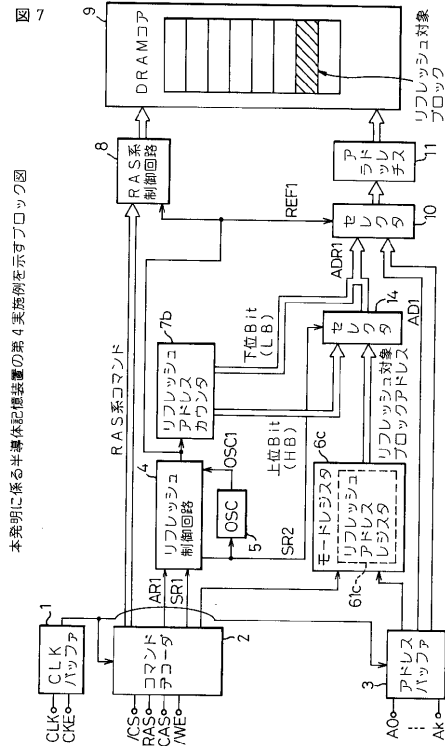 図7
本発明に係る半導体記憶装置の第4実施例を示すブロック図
CLK
CKE
1
CLK
バッファ
/CS
RAS
CAS
/WE
コマンド
デコーダ
2
RAS系コマンド
AR1
SR1
4
リフレッシュ
制御回路
OSC1
OSC
5
SR2
7b
リフレッシュ
アドレス
カウンタ
下位Bit
(LB)
上位Bit
(HB)
ADR1
6c
モードレジスタ
リフレッシュ
アドレス
レジスタ
61c
リフレッシュ対象
ブロックアドレス
14
セレクタ
AD1
REF1
10
セレクタ
11
アドレス
ラッチ
8
RAS系
制御回路
9
DRAMコア
リフレッシュ対象
ブロック
3
アドレス
バッファ
A0
Ak